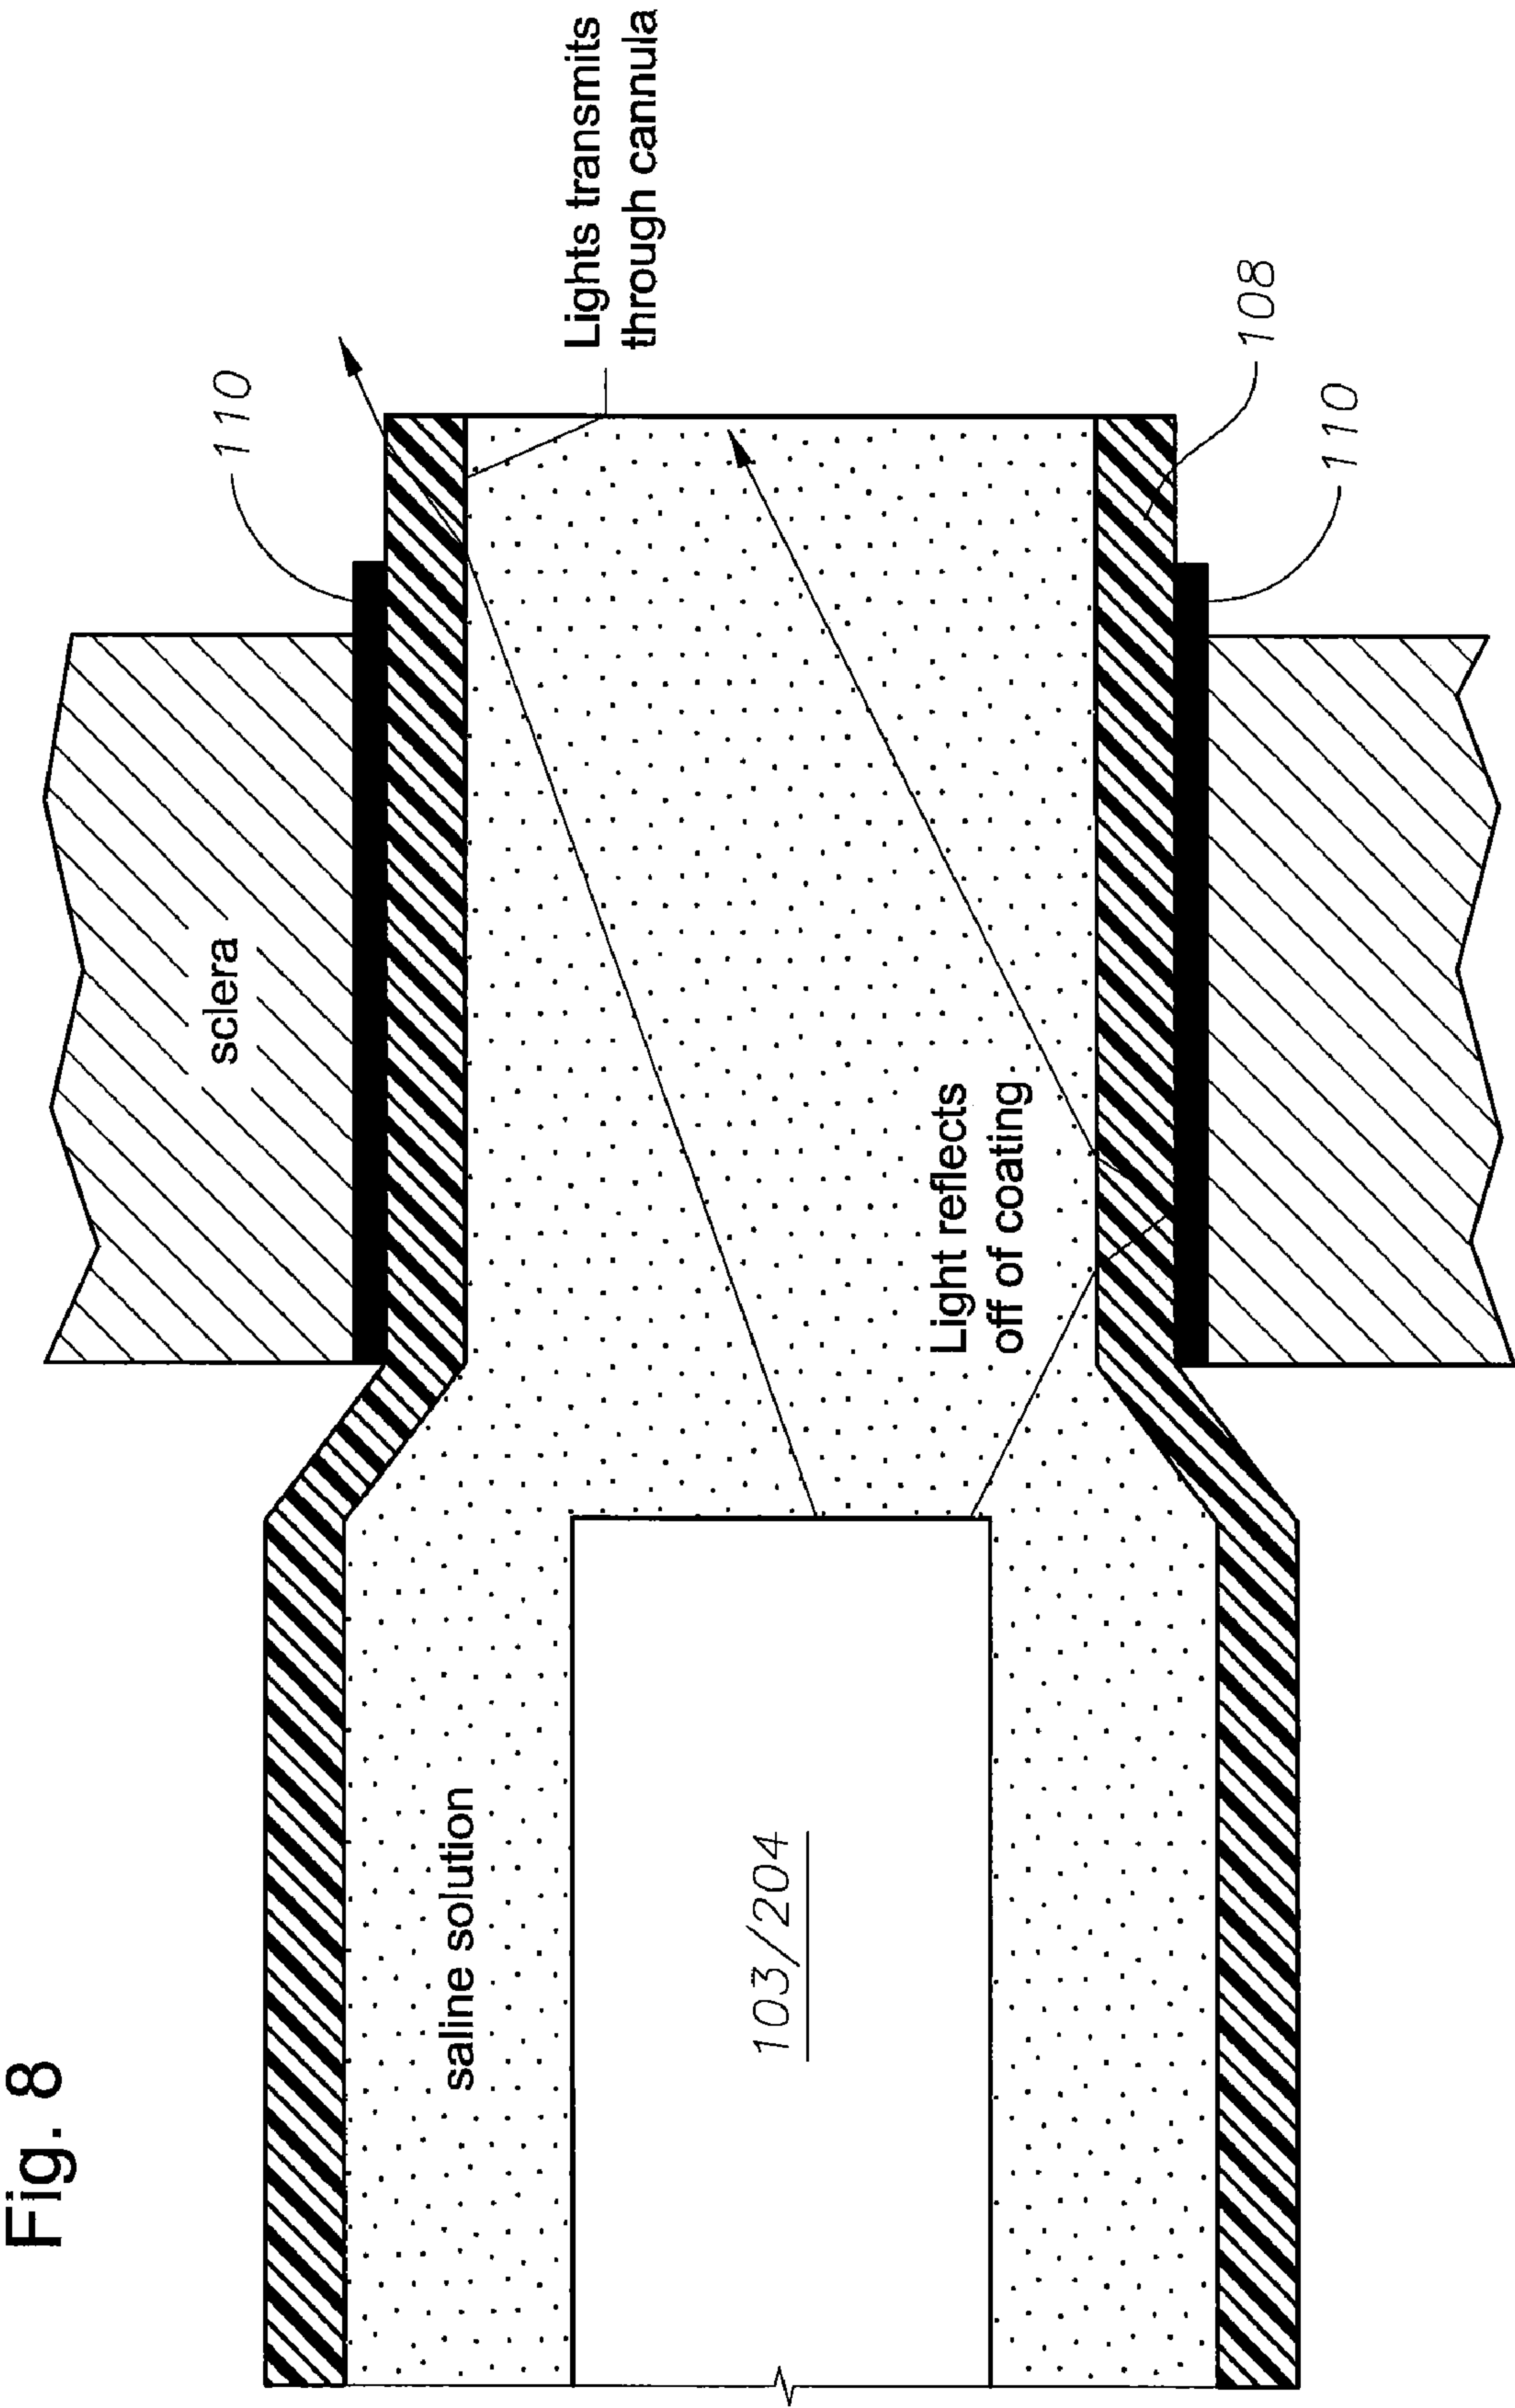 Fig. 8
110
Lights transmits
through cannula
sclera
saline solution
103/204
Light reflects
off of coating
108
110